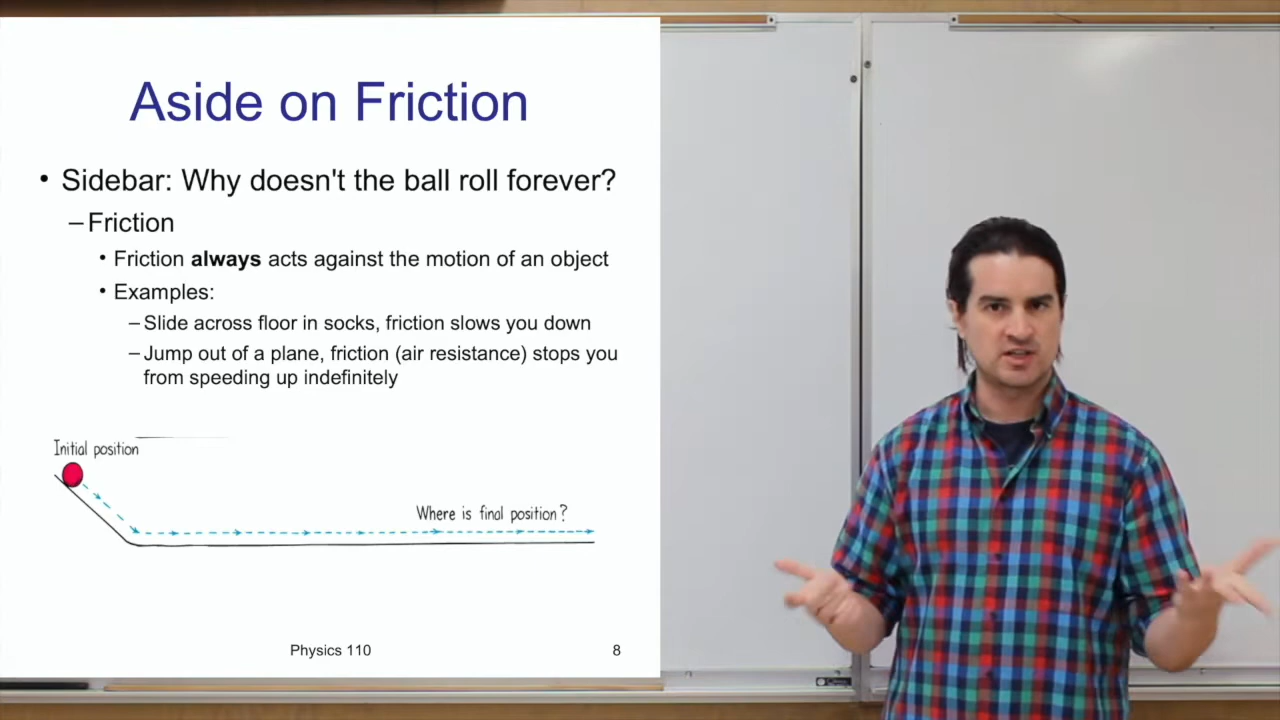 Aside on Friction
• Sidebar: Why doesn't the ball roll forever?
– Friction
• Friction always acts against the motion of an object
• Examples:
– Slide across floor in socks, friction slows you down
– Jump out of a plane, friction (air resistance) stops you
from speeding up indefinitely
Initial position
Where is final position?
Physics 110
8